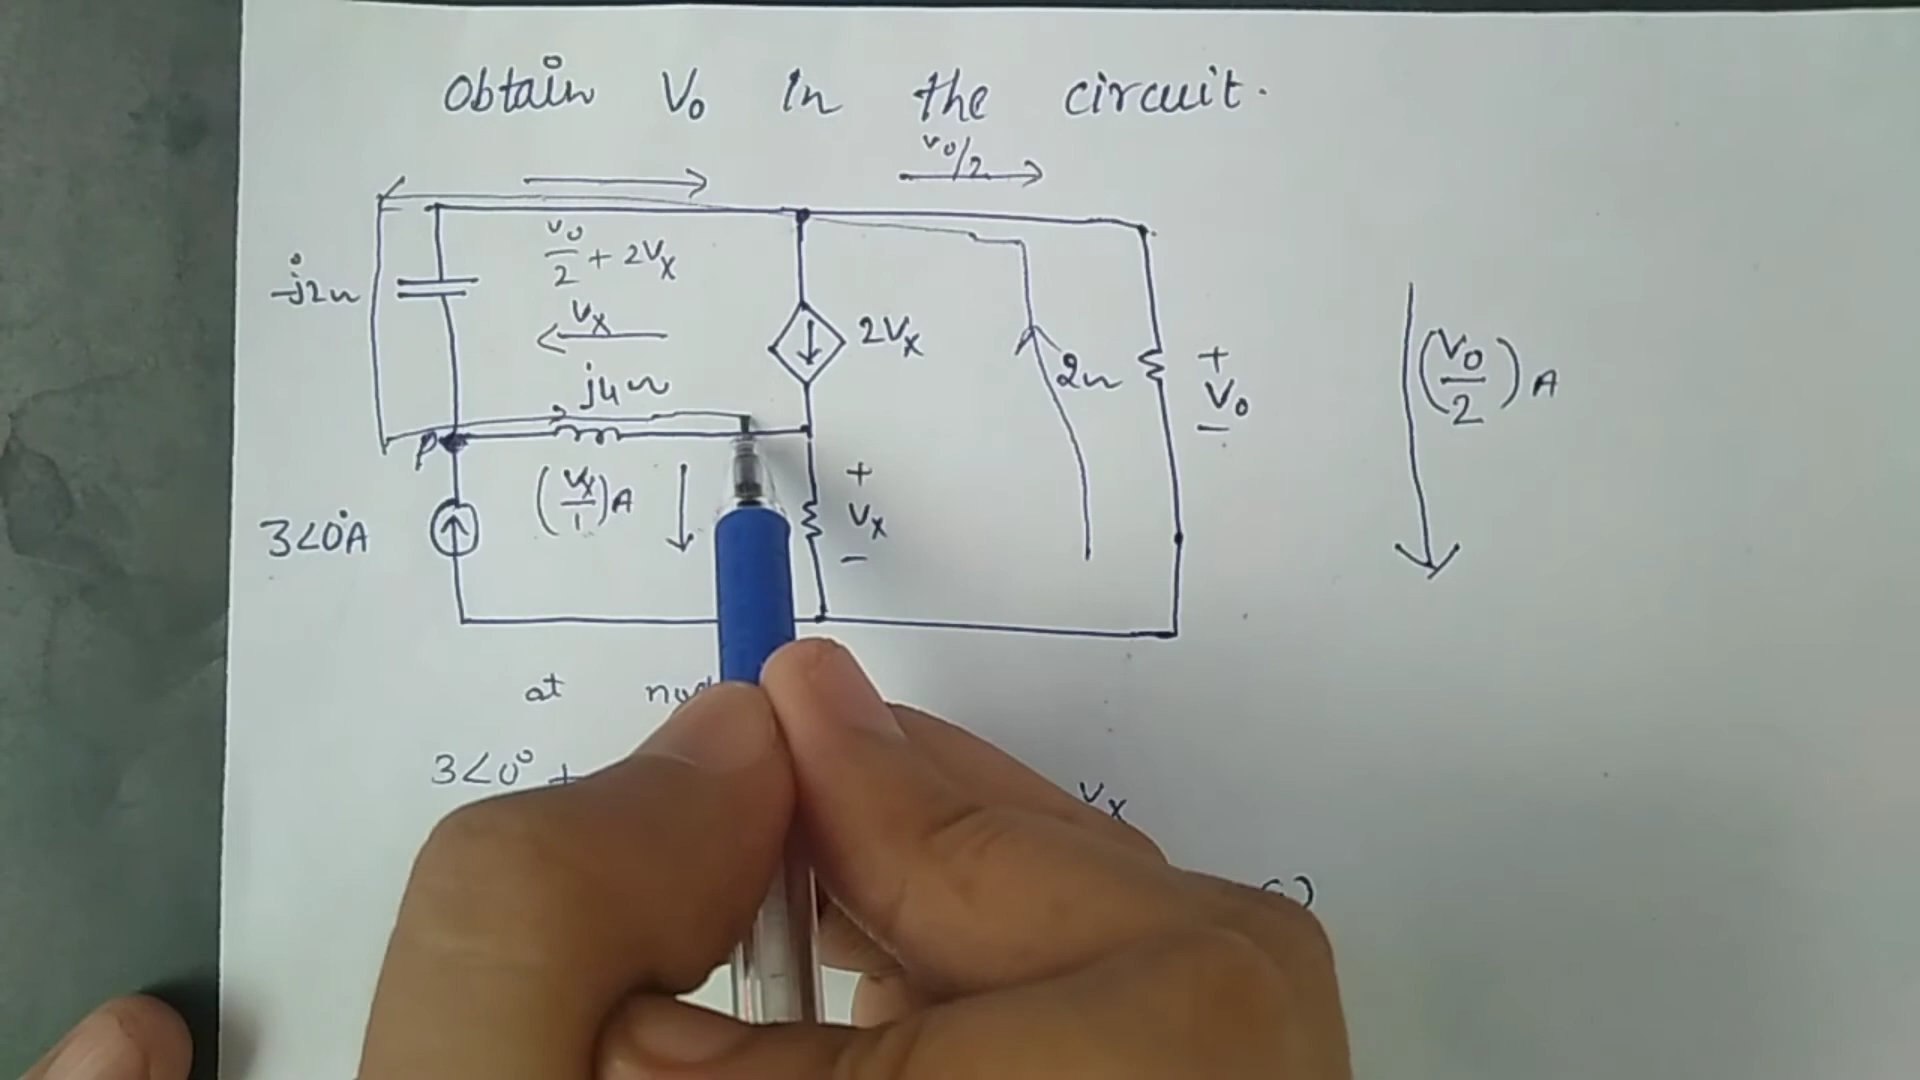 Obtain V₀ in the circuit.
V₀/2
V₀/2 + 2Vₓ
-j2Ω
Vₓ
2Vₓ
j4Ω
2Ω
+
V₀
-
(V₀/2)A
P
(Vₓ/1)A
+
Vₓ
-
3∠0°A
at
3∠0° +
Vₓ